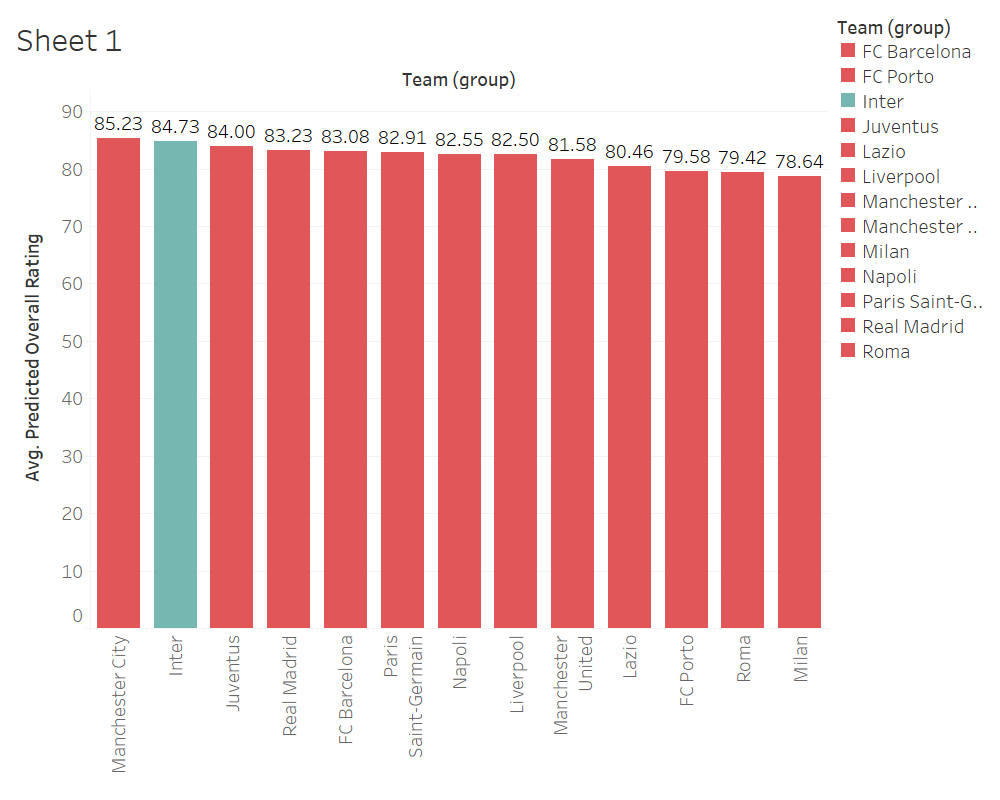 Sheet 1
Team (group)
Avg. Predicted Overall Rating
90
80
70
60
50
40
30
20
10
0
85.23
84.73
84.00
83.23
83.08
82.91
82.55
82.50
81.58
80.46
79.58
79.42
78.64
Manchester City
Inter
Juventus
Real Madrid
FC Barcelona
Paris
Saint-Germain
Napoli
Liverpool
Manchester
United
Lazio
FC Porto
Roma
Milan
Team (group)
FC Barcelona
FC Porto
Inter
Juventus
Lazio
Liverpool
Manchester ..
Manchester ..
Milan
Napoli
Paris Saint-G..
Real Madrid
Roma